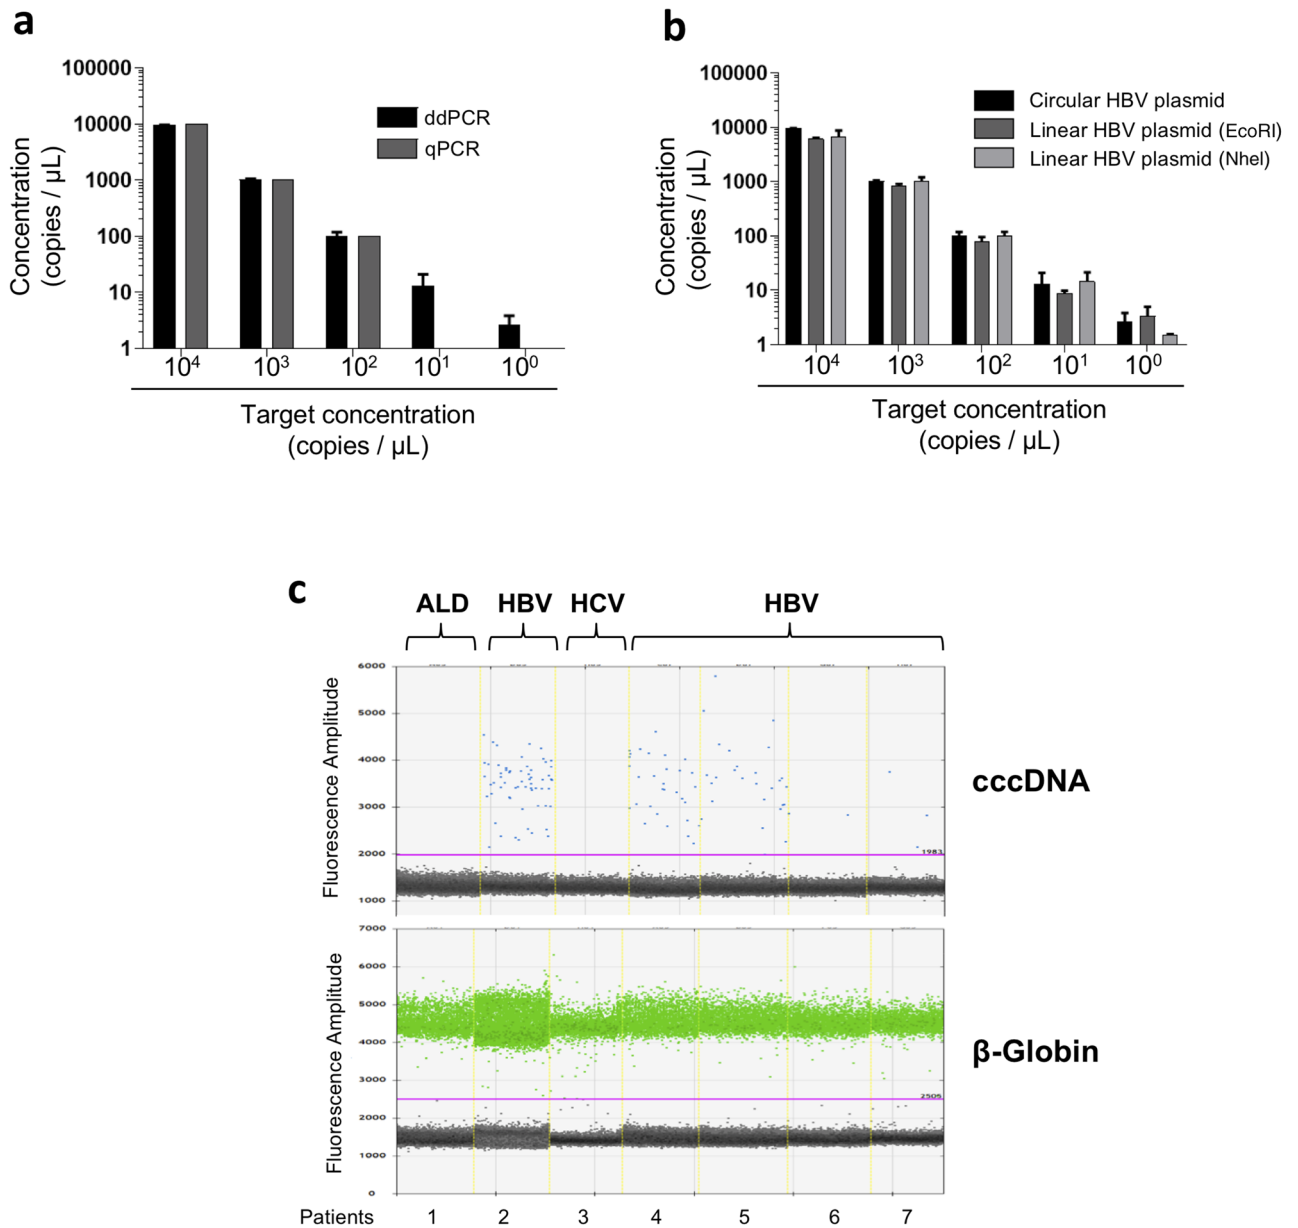 a
100000
10000
1000
100
10
1
Concentration
(copies / µL)
ddPCR
qPCR
10⁴ 10³ 10² 10¹ 10⁰
Target concentration
(copies / µL)
b
100000
10000
1000
100
10
1
Concentration
(copies / µL)
Circular HBV plasmid
Linear HBV plasmid (EcoRI)
Linear HBV plasmid (NheI)
10⁴ 10³ 10² 10¹ 10⁰
Target concentration
(copies / µL)
c
ALD HBV HCV HBV
Fluorescence Amplitude
6000
5000
4000
3000
2000
1000
1983
cccDNA
Fluorescence Amplitude
7000
6000
5000
4000
3000
2000
1000
0
2505
β-Globin
Patients 1 2 3 4 5 6 7